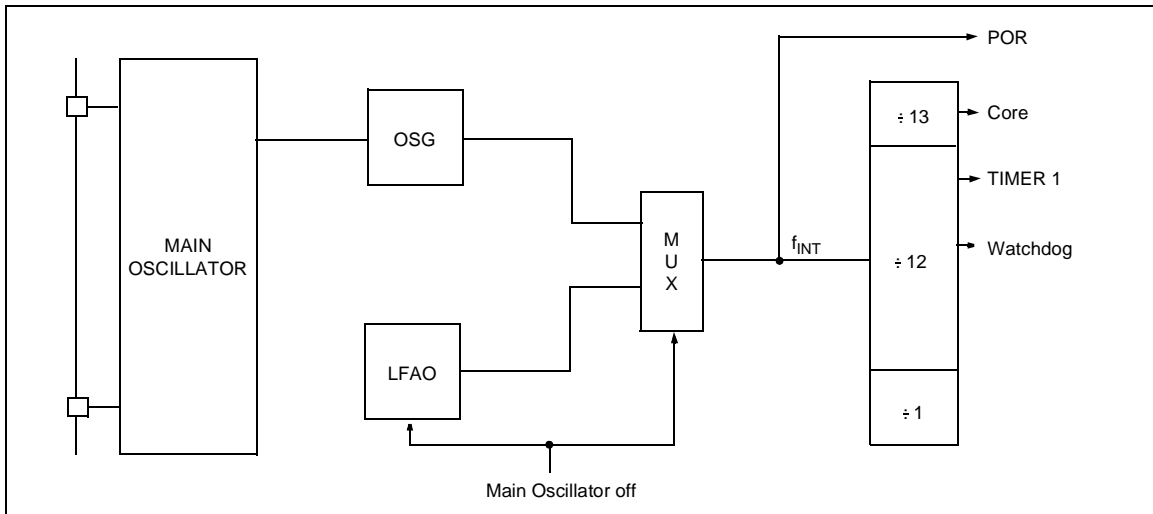 POR
÷ 13
Core
OSG
TIMER 1
MAIN
OSCILLATOR
M
U
X
fINT
÷ 12
Watchdog
LFAO
÷ 1
Main Oscillator off